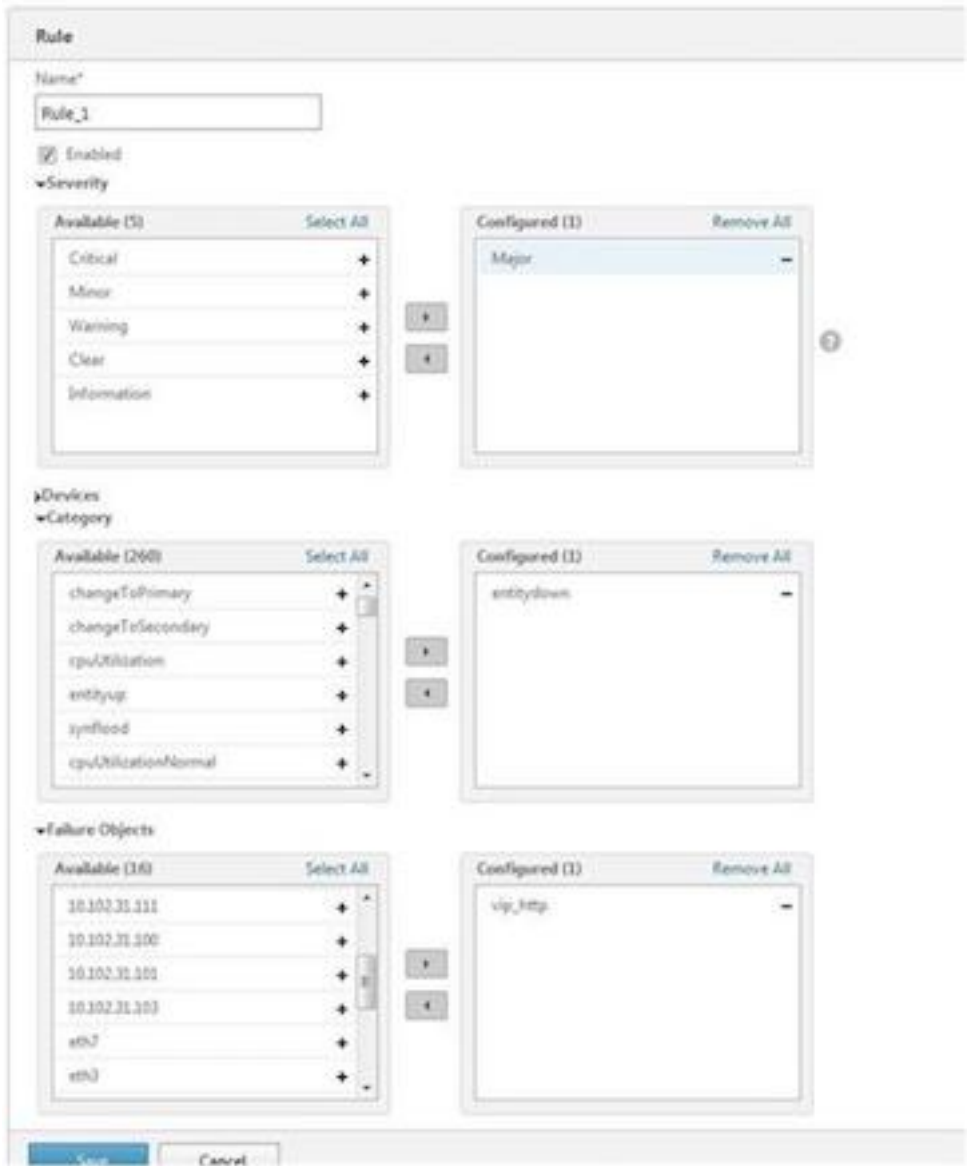 Rule
Name*
Rule_1
Enabled
Severity
Available (5) Select All
Critical
Minor
Warning
Clear
Information
Configured (1) Remove All
Major
?
Devices
Category
Available (260) Select All
changeToPrimary
changeToSecondary
cpuUtilization
entityup
synflood
cpuUtilizationNormal
Configured (1) Remove All
entitydown
Failure Objects
Available (16) Select All
10.102.31.111
10.102.31.100
10.102.31.101
10.102.31.103
eth7
eth3
Configured (1) Remove All
vip_http
Save Cancel